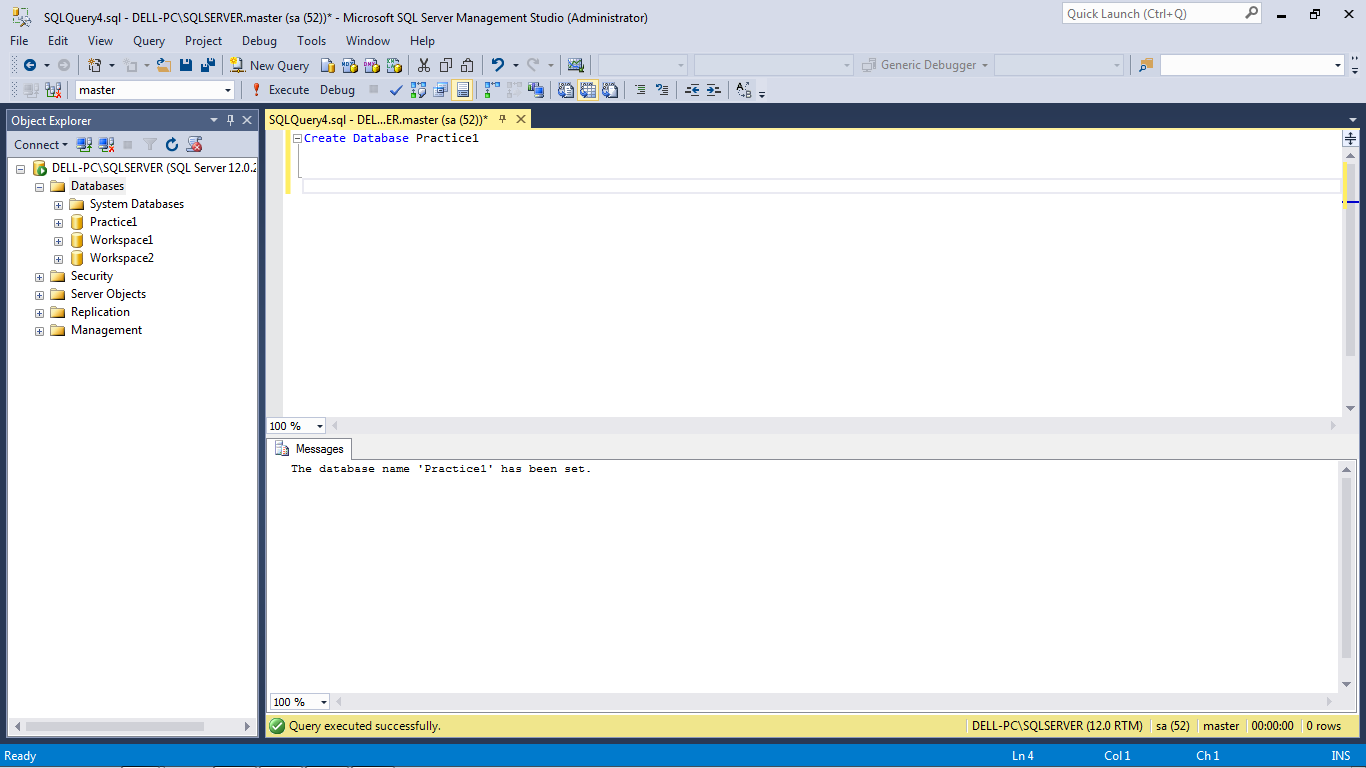 SQLQuery4.sql - DELL-PC\SQLSERVER.master (sa (52))* - Microsoft SQL Server Management Studio (Administrator)
Quick Launch (Ctrl+Q)
File Edit View Query Project Debug Tools Window Help
New Query
Generic Debugger
master
Execute Debug
Object Explorer
Connect
DELL-PC\SQLSERVER (SQL Server 12.0.2
Databases
System Databases
Practice1
Workspace1
Workspace2
Security
Server Objects
Replication
Management
SQLQuery4.sql - DEL...ER.master (sa (52))*
Create Database Practice1
100 %
Messages
The database name 'Practice1' has been set.
100 %
Query executed successfully.
DELL-PC\SQLSERVER (12.0 RTM) sa (52) master 00:00:00 0 rows
Ready
Ln 4 Col 1 Ch 1 INS